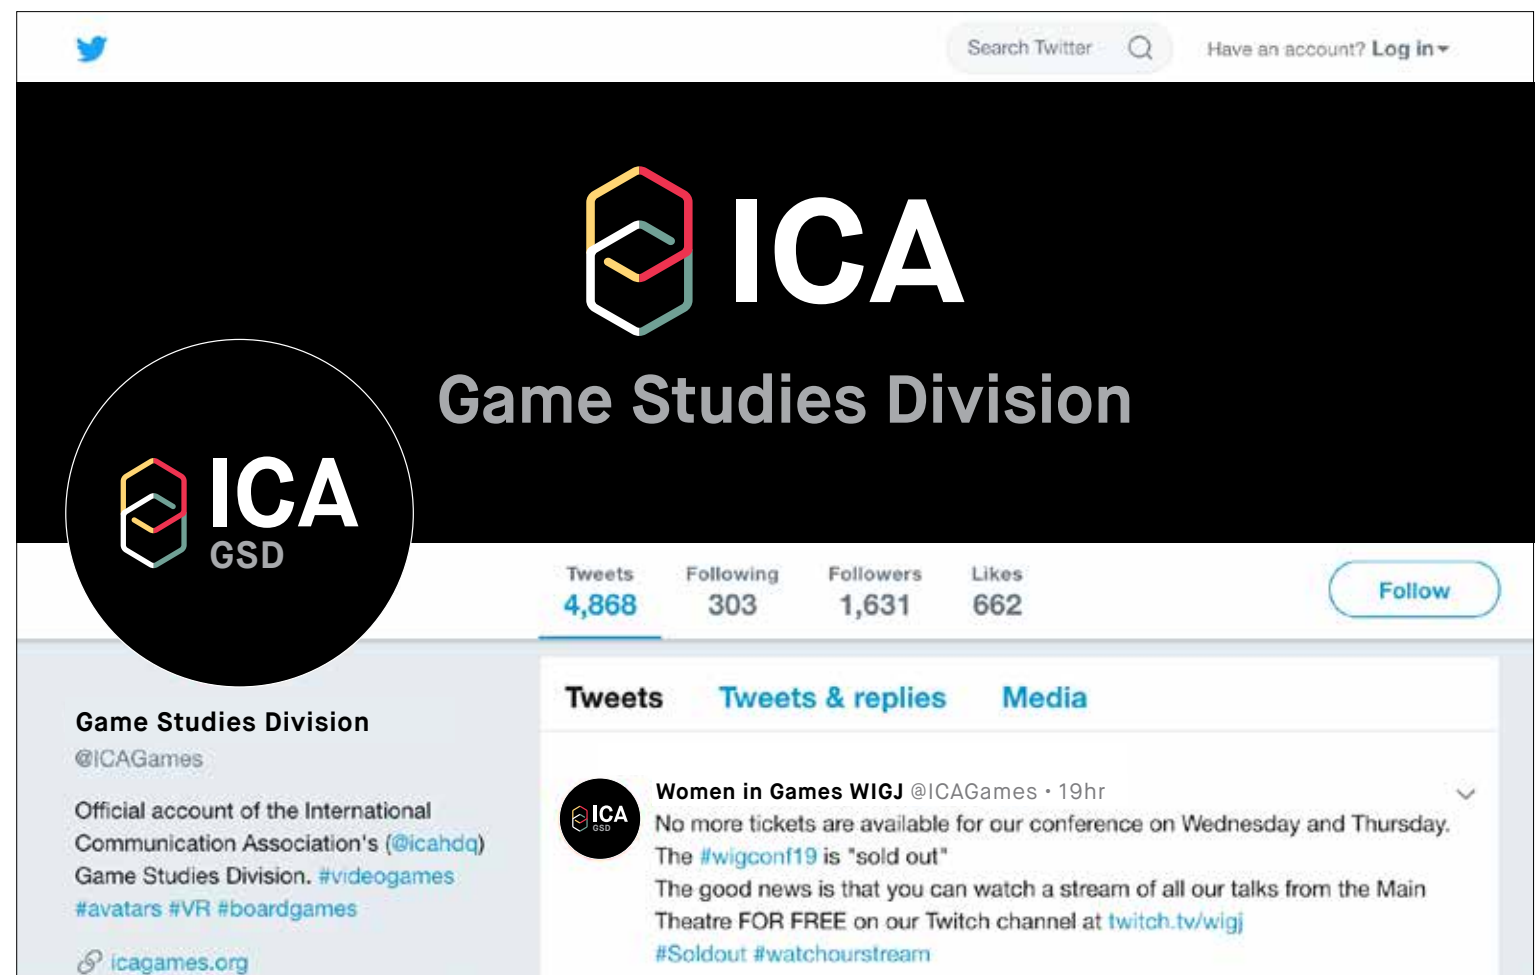 Search Twitter
Have an account? Log in
ICA
Game Studies Division
ICA
GSD
Tweets
4,868
Following
303
Followers
1,631
Likes
662
Follow
Game Studies Division
@ICAGames
Official account of the International
Communication Association's (@icahdq)
Game Studies Division. #videogames
#avatars #VR #boardgames
icagames.org
Tweets
Tweets & replies
Media
ICA
GSD
Women in Games WIGJ @ICAGames • 19hr
No more tickets are available for our conference on Wednesday and Thursday.
The #wigconf19 is "sold out"
The good news is that you can watch a stream of all our talks from the Main
Theatre FOR FREE on our Twitch channel at twitch.tv/wigj
#Soldout #watchourstream